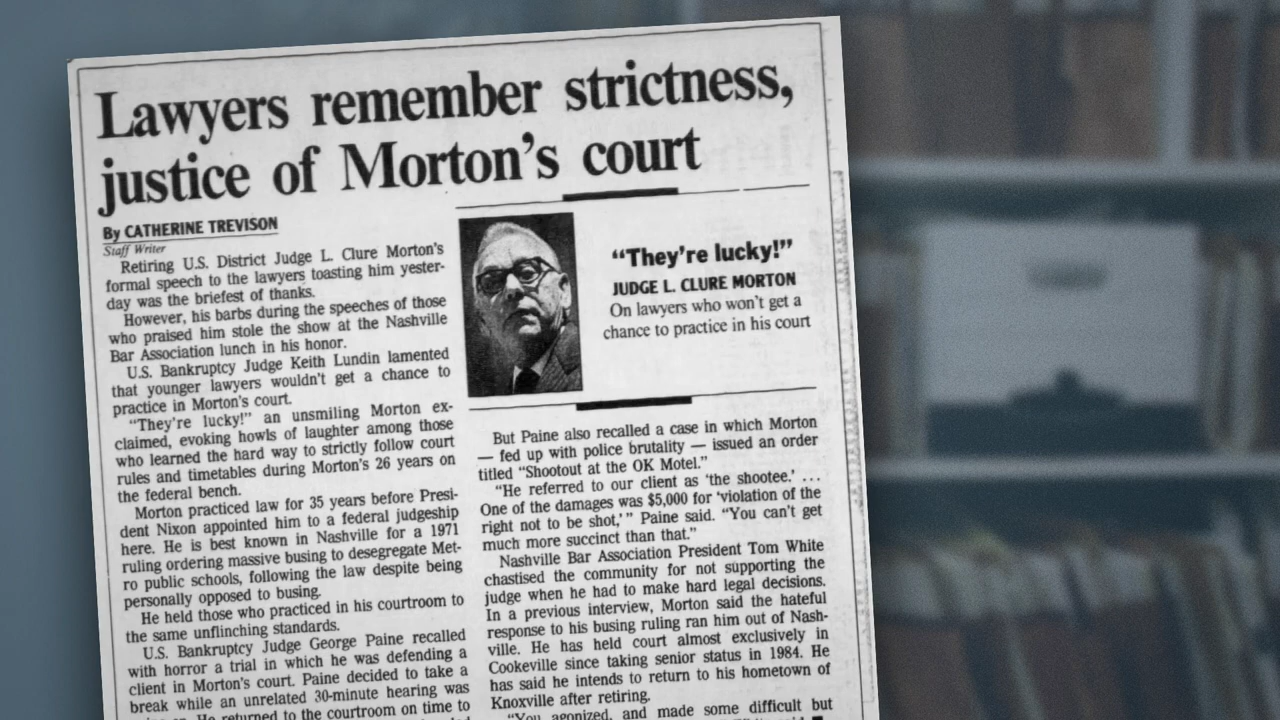 Lawyers remember strictness,
justice of Morton's court
By CATHERINE TREVISON
Staff Writer
Retiring U.S. District Judge L. Clure Morton's
formal speech to the lawyers toasting him yester-
day was the briefest of thanks.
However, his barbs during the speeches of those
who praised him stole the show at the Nashville
Bar Association lunch in his honor.
U.S. Bankruptcy Judge Keith Lundin lamented
that younger lawyers wouldn't get a chance to
practice in Morton's court.
“They're lucky!” an unsmiling Morton ex-
claimed, evoking howls of laughter among those
who learned the hard way to strictly follow court
rules and timetables during Morton's 26 years on
the federal bench.
Morton practiced law for 35 years before Presi-
dent Nixon appointed him to a federal judgeship
here. He is best known in Nashville for a 1971
ruling ordering massive busing to desegregate Met-
ro public schools, following the law despite being
personally opposed to busing.
He held those who practiced in his courtroom to
the same unflinching standards.
U.S. Bankruptcy Judge George Paine recalled
with horror a trial in which he was defending a
client in Morton's court. Paine decided to take a
break while an unrelated 30-minute hearing was
on. He returned to the courtroom on time to
“They're lucky!”
JUDGE L. CLURE MORTON
On lawyers who won't get a
chance to practice in his court
But Paine also recalled a case in which Morton
— fed up with police brutality — issued an order
titled “Shootout at the OK Motel.”
“He referred to our client as ‘the shootee.’ . . .
One of the damages was $5,000 for ‘violation of the
right not to be shot,’ ” Paine said. “You can't get
much more succinct than that.”
Nashville Bar Association President Tom White
chastised the community for not supporting the
judge when he had to make hard legal decisions.
In a previous interview, Morton said the hateful
response to his busing ruling ran him out of Nash-
ville. He has held court almost exclusively in
Cookeville since taking senior status in 1984. He
has said he intends to return to his hometown of
Knoxville after retiring.
“You agonized, and made some difficult but